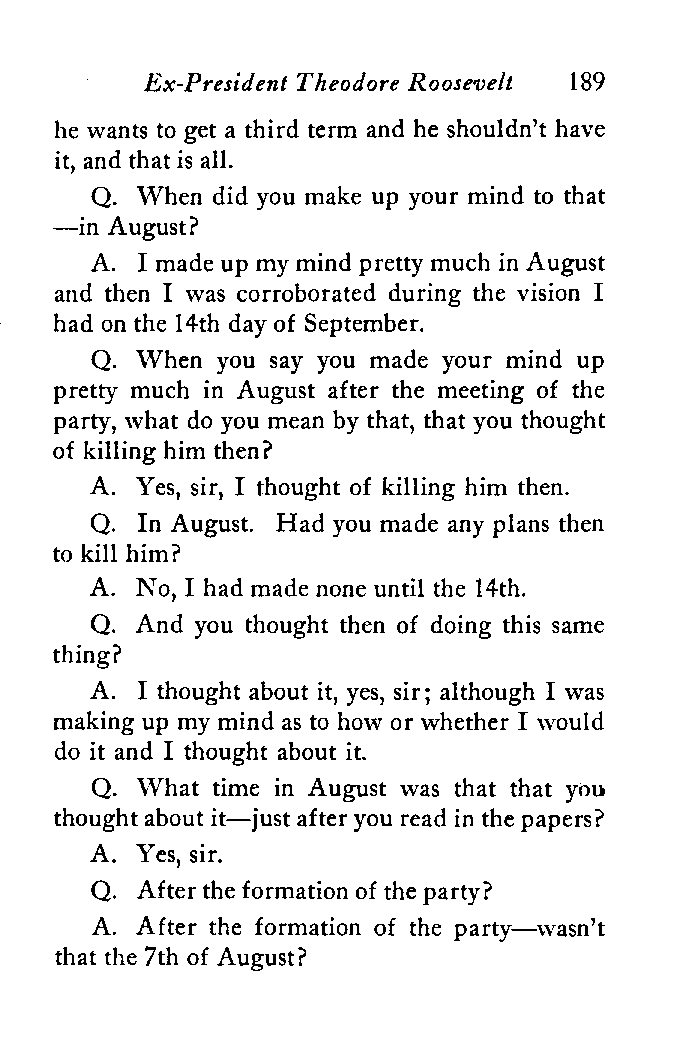 Ex-President Theodore Roosevelt 189
he wants to get a third term and he shouldn't have
it, and that is all.
Q. When did you make up your mind to that
—in August?
A. I made up my mind pretty much in August
and then I was corroborated during the vision I
had on the 14th day of September.
Q. When you say you made your mind up
pretty much in August after the meeting of the
party, what do you mean by that, that you thought
of killing him then?
A. Yes, sir, I thought of killing him then.
Q. In August. Had you made any plans then
to kill him?
A. No, I had made none until the 14th.
Q. And you thought then of doing this same
thing?
A. I thought about it, yes, sir; although I was
making up my mind as to how or whether I would
do it and I thought about it.
Q. What time in August was that that you
thought about it—just after you read in the papers?
A. Yes, sir.
Q. After the formation of the party?
A. After the formation of the party—wasn't
that the 7th of August?